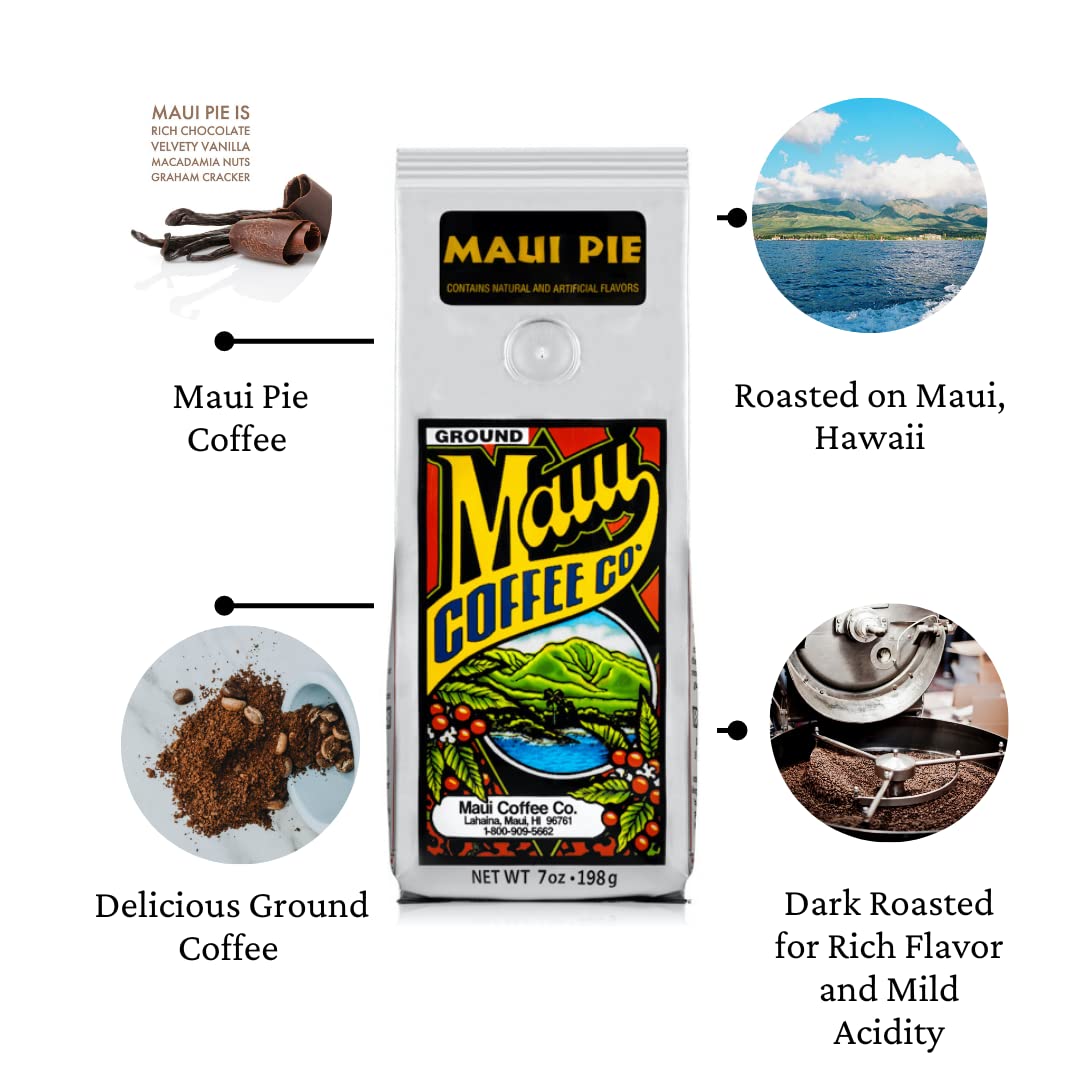 MAUI PIE IS
RICH CHOCOLATE
VELVETY VANILLA
MACADAMIA NUTS
GRAHAM CRACKER
Maui Pie
Coffee
Delicious Ground
Coffee
MAUI PIE
CONTAINS NATURAL AND ARTIFICIAL FLAVORS
GROUND
Maui
COFFEE CO.
Maui Coffee Co.
Lahaina, Maui, HI 96761
1-800-909-5662
NET WT 7oz • 198g
Roasted on Maui,
Hawaii
Dark Roasted
for Rich Flavor
and Mild
Acidity